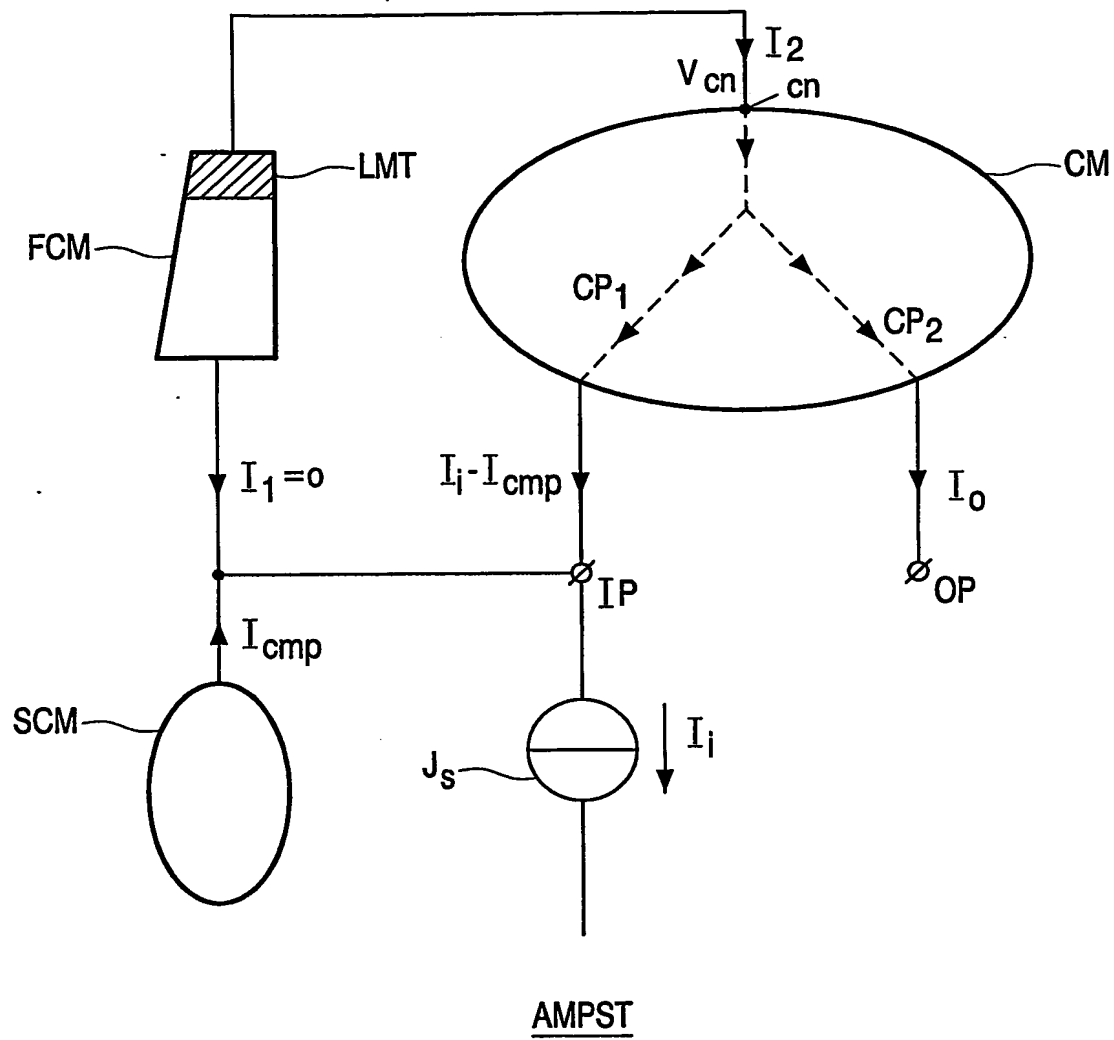 I2
Vcn
cn
LMT
CM
FCM
CP1
CP2
I1=o
Ii-Icmp
Io
IP
OP
Icmp
SCM
Js
Ii
AMPST